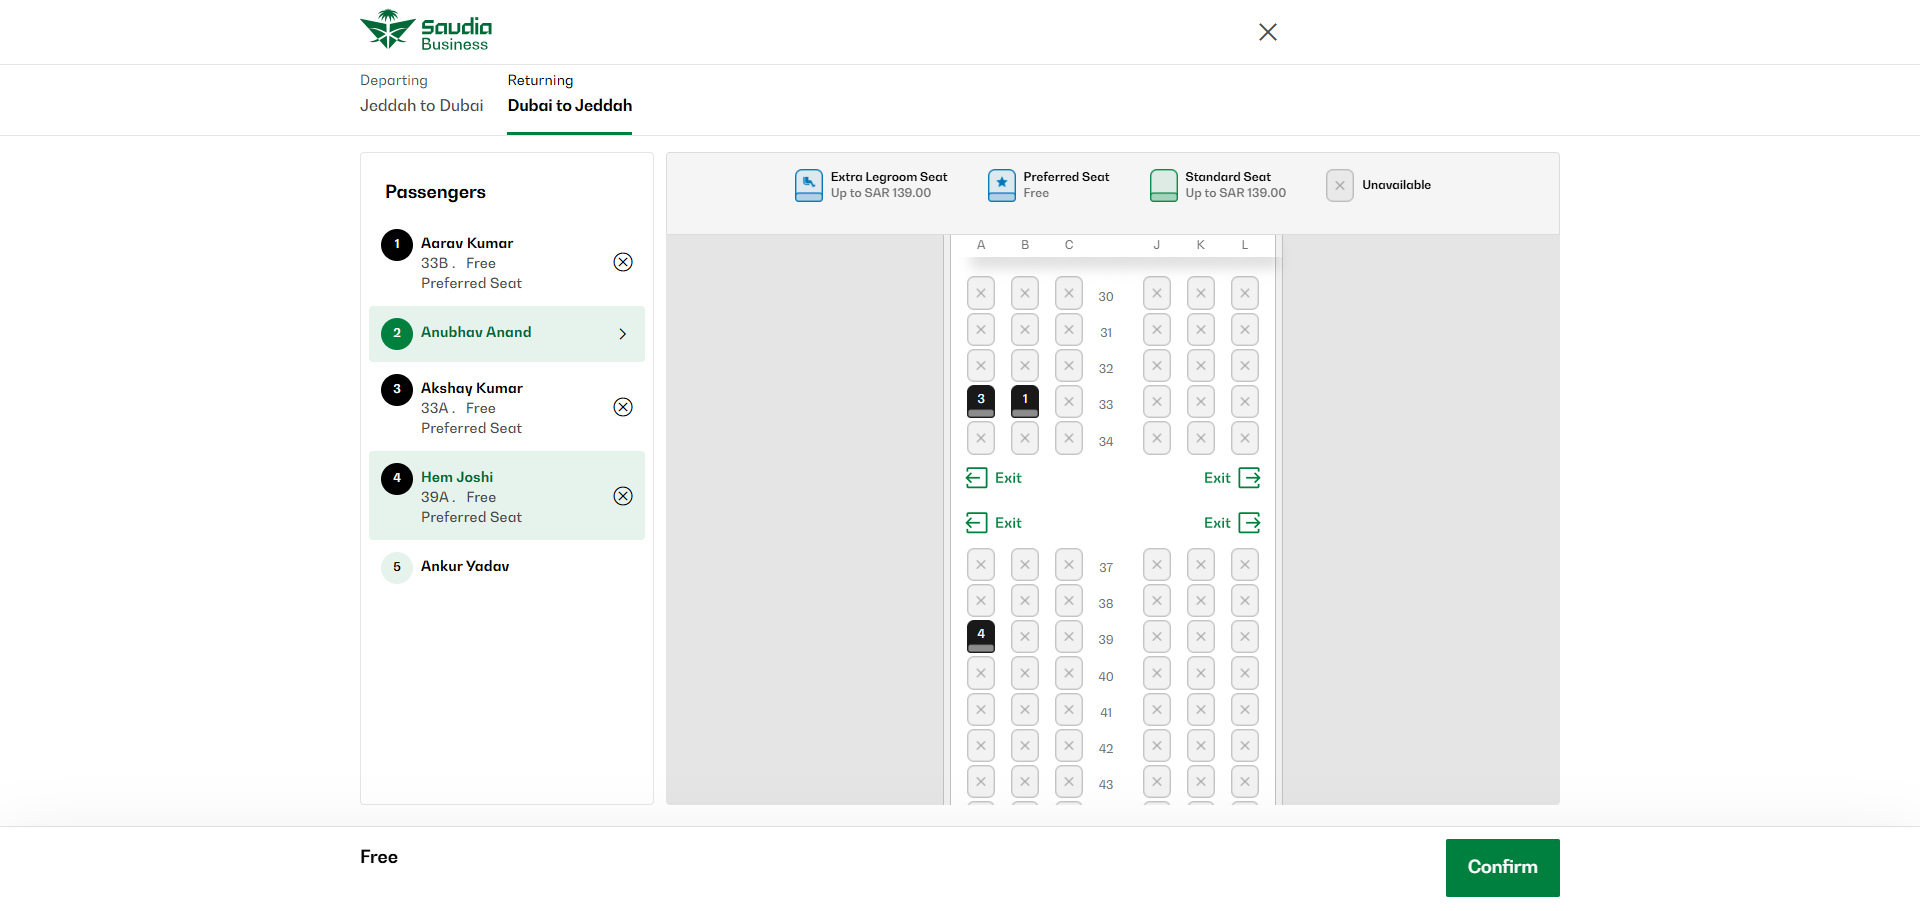 Saudia
Business
Departing
Jeddah to Dubai
Returning
Dubai to Jeddah
Passengers
1
Aarav Kumar
33B . Free
Preferred Seat
2
Anubhav Anand
3
Akshay Kumar
33A . Free
Preferred Seat
4
Hem Joshi
39A . Free
Preferred Seat
5
Ankur Yadav
Extra Legroom Seat
Up to SAR 139.00
Preferred Seat
Free
Standard Seat
Up to SAR 139.00
Unavailable
A B C J K L
30
31
32
3 1 33
34
Exit Exit
Exit Exit
37
38
4 39
40
41
42
43
Free
Confirm